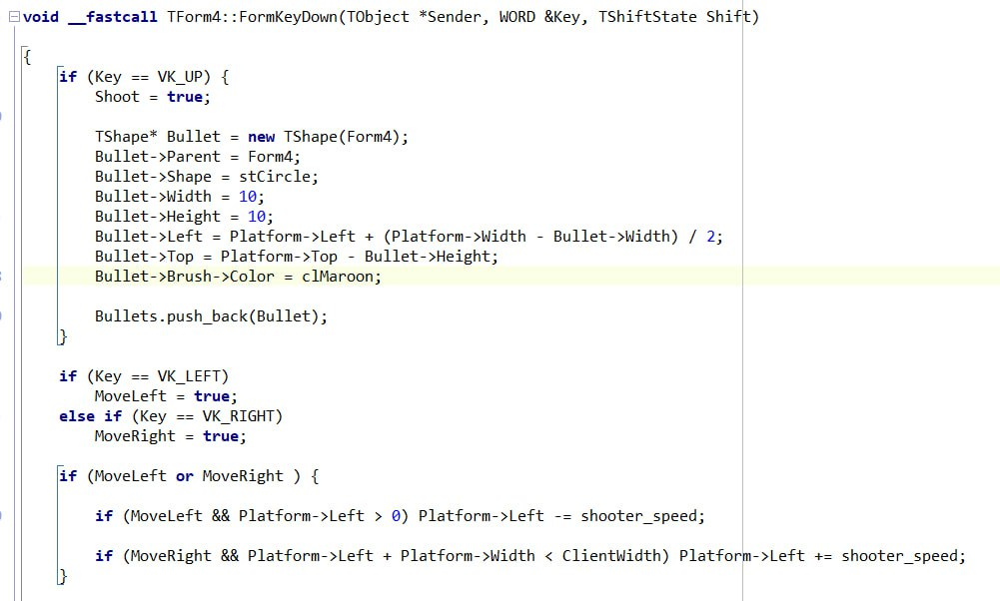 void __fastcall TForm4::FormKeyDown(TObject *Sender, WORD &Key, TShiftState Shift)
{
if (Key == VK_UP) {
Shoot = true;
TShape* Bullet = new TShape(Form4);
Bullet->Parent = Form4;
Bullet->Shape = stCircle;
Bullet->Width = 10;
Bullet->Height = 10;
Bullet->Left = Platform->Left + (Platform->Width - Bullet->Width) / 2;
Bullet->Top = Platform->Top - Bullet->Height;
Bullet->Brush->Color = clMaroon;
Bullets.push_back(Bullet);
}
if (Key == VK_LEFT)
MoveLeft = true;
else if (Key == VK_RIGHT)
MoveRight = true;
if (MoveLeft or MoveRight ) {
if (MoveLeft && Platform->Left > 0) Platform->Left -= shooter_speed;
if (MoveRight && Platform->Left + Platform->Width < ClientWidth) Platform->Left += shooter_speed;
}